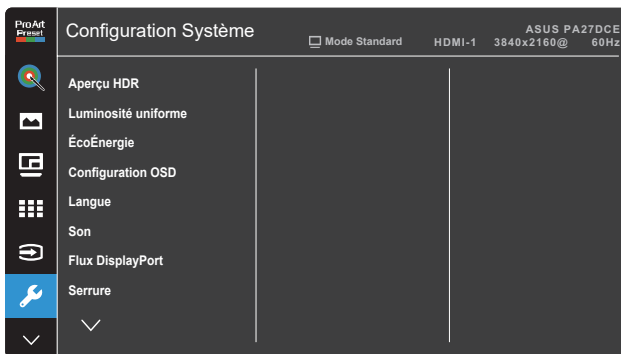 ProArt
Preset
Configuration Système
Mode Standard HDMI-1 3840x2160@ 60Hz
ASUS PA27DCE
Aperçu HDR
Luminosité uniforme
ÉcoÉnergie
Configuration OSD
Langue
Son
Flux DisplayPort
Serrure